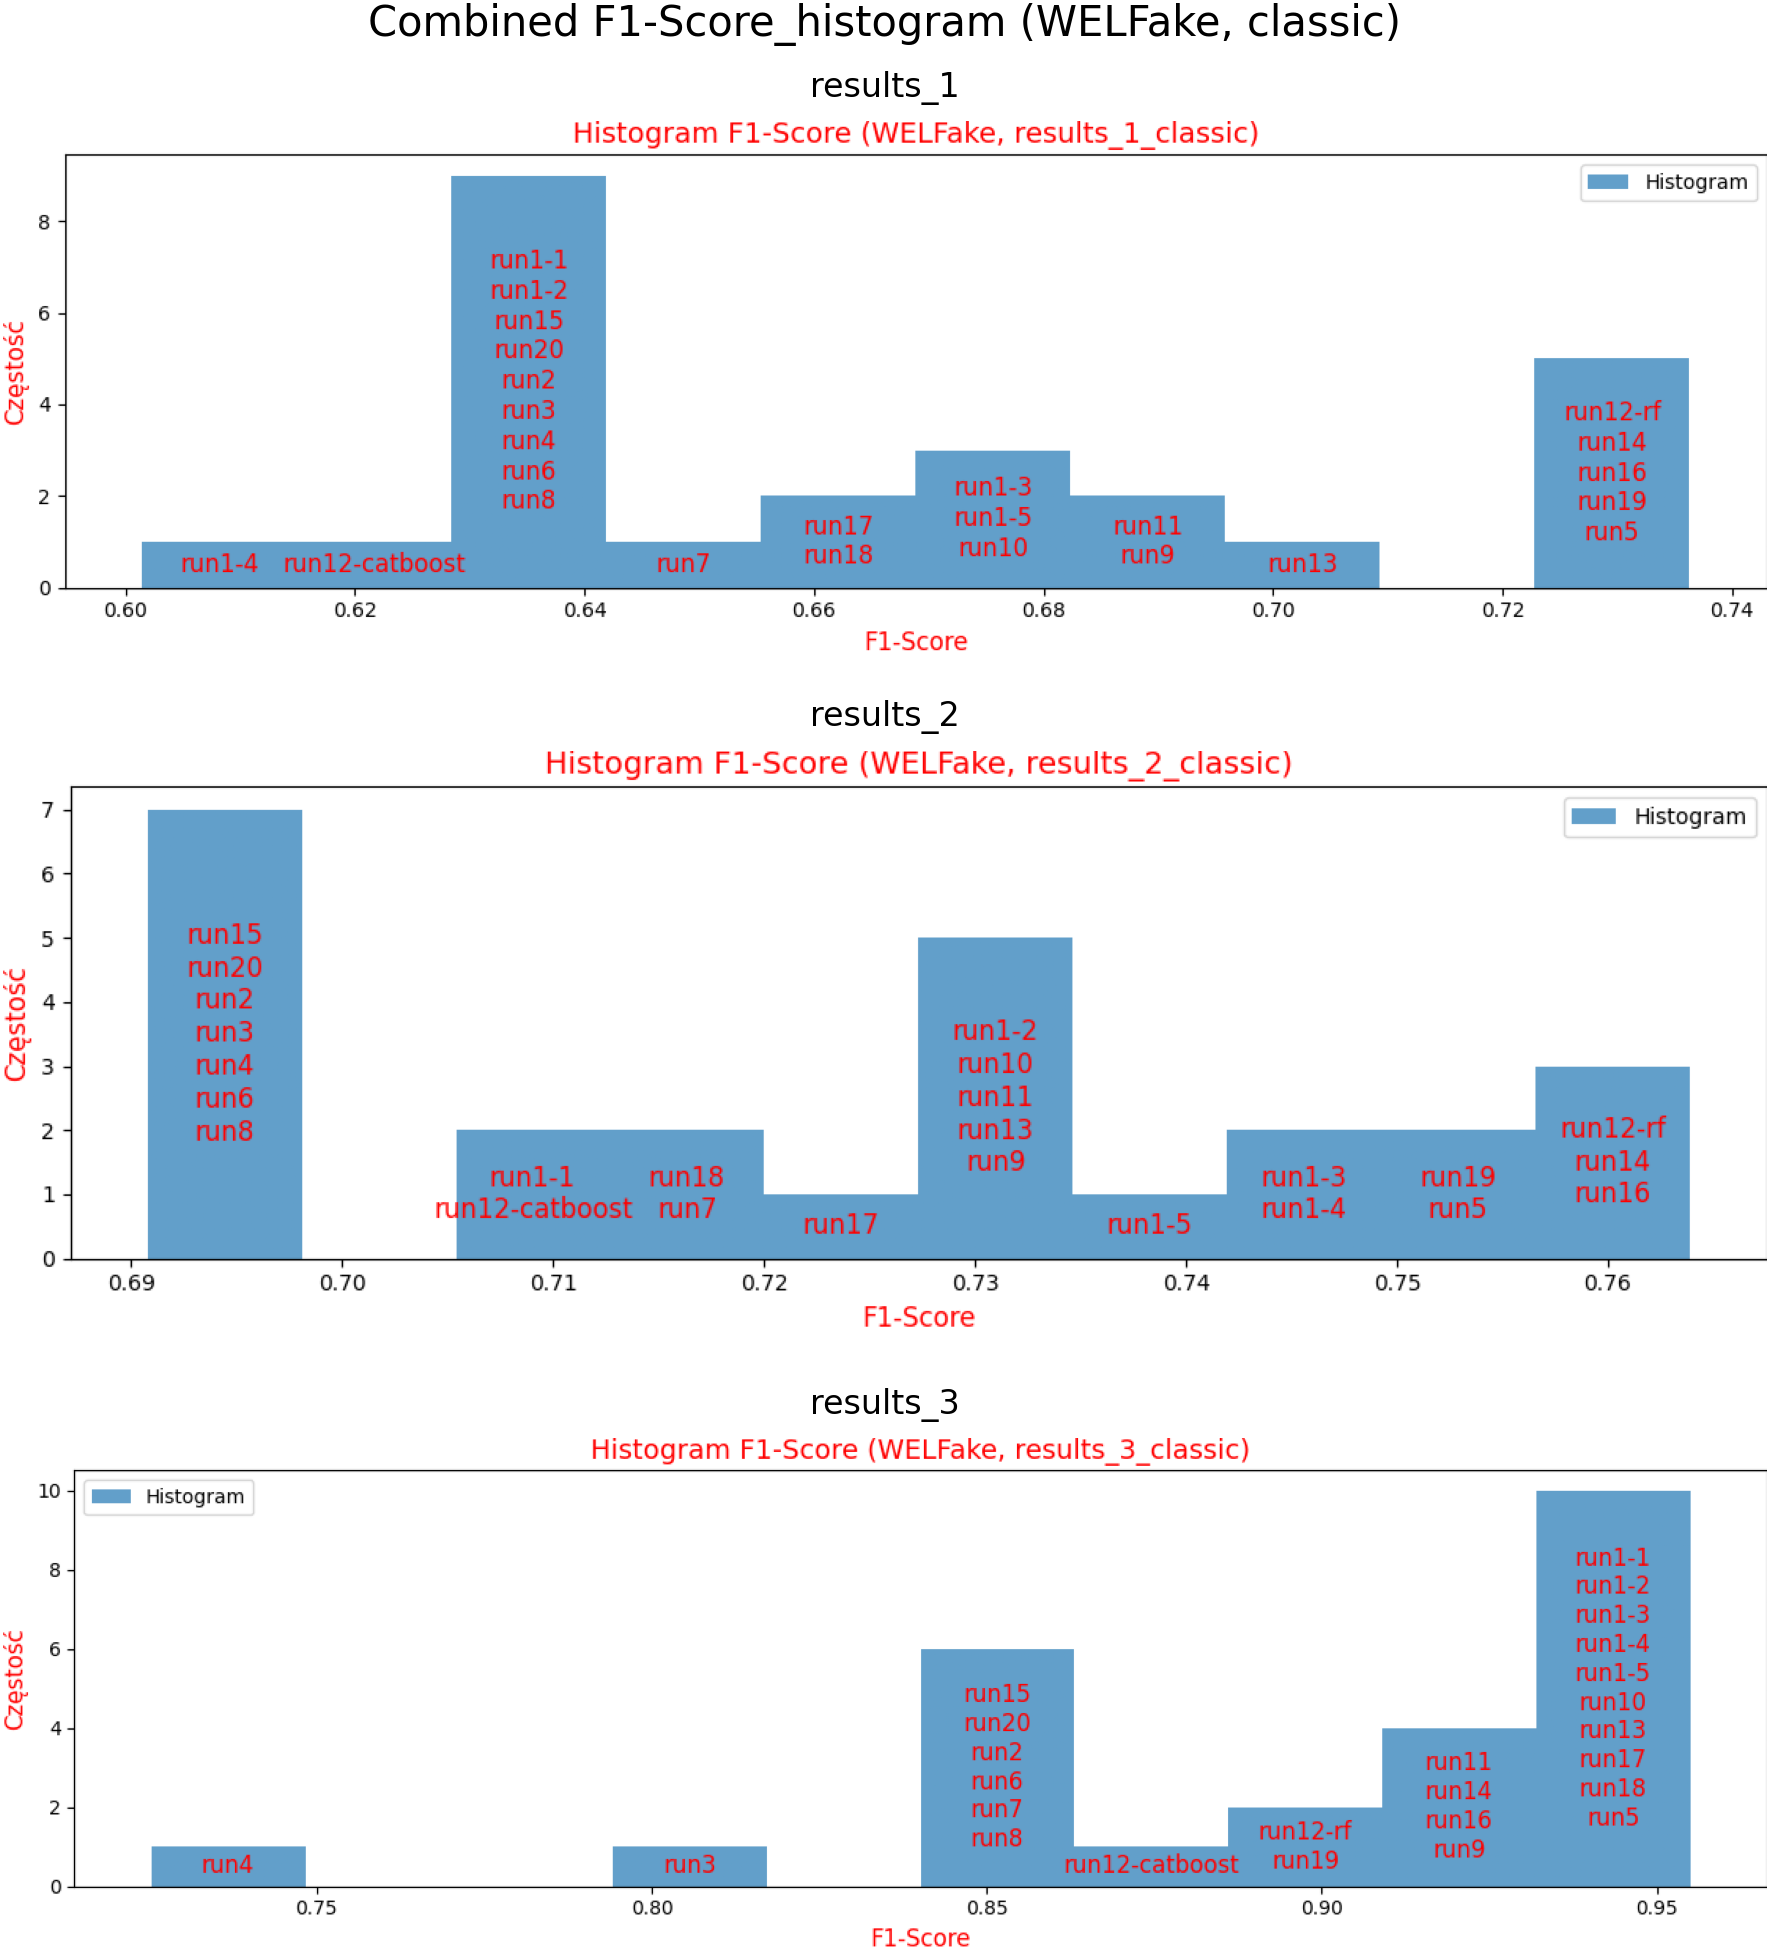 Combined F1-Score_histogram (WELFake, classic)
results_1
Histogram F1-Score (WELFake, results_1_classic)
Histogram
Częstość
8
6
4
2
0
run1-4
run12-catboost
run1-1
run1-2
run15
run20
run2
run3
run4
run6
run8
run7
run17
run18
run1-3
run1-5
run10
run11
run9
run13
run12-rf
run14
run16
run19
run5
0.60 0.62 0.64 0.66 0.68 0.70 0.72 0.74
F1-Score
results_2
Histogram F1-Score (WELFake, results_2_classic)
Histogram
Częstość
7
6
5
4
3
2
1
0
run15
run20
run2
run3
run4
run6
run8
run1-1
run12-catboost
run18
run7
run17
run1-2
run10
run11
run13
run9
run1-5
run1-3
run1-4
run19
run5
run12-rf
run14
run16
0.69 0.70 0.71 0.72 0.73 0.74 0.75 0.76
F1-Score
results_3
Histogram F1-Score (WELFake, results_3_classic)
Histogram
Częstość
10
8
6
4
2
0
run4
run3
run15
run20
run2
run6
run7
run8
run12-catboost
run12-rf
run19
run11
run14
run16
run9
run1-1
run1-2
run1-3
run1-4
run1-5
run10
run13
run17
run18
run5
0.75 0.80 0.85 0.90 0.95
F1-Score